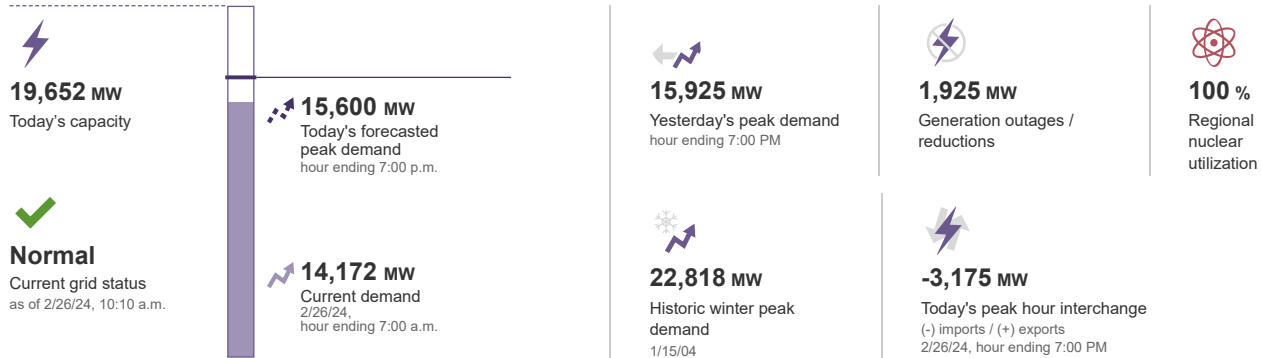 19,652 MW
Today's capacity
Normal
Current grid status
as of 2/26/24, 10:10 a.m.
15,600 MW
Today's forecasted
peak demand
hour ending 7:00 p.m.
14,172 MW
Current demand
2/26/24,
hour ending 7:00 a.m.
15,925 MW
Yesterday's peak demand
hour ending 7:00 PM
1,925 MW
Generation outages /
reductions
100 %
Regional
nuclear
utilization
22,818 MW
Historic winter peak
demand
1/15/04
-3,175 MW
Today's peak hour interchange
(-) imports / (+) exports
2/26/24, hour ending 7:00 PM